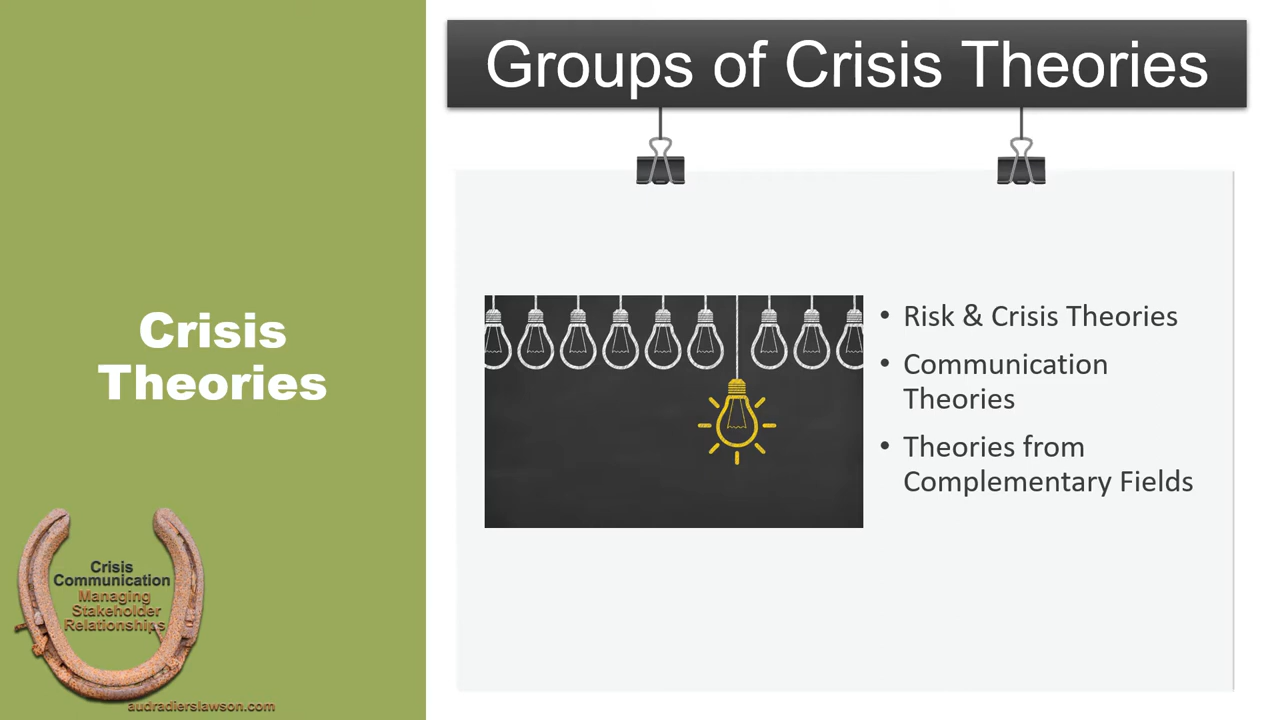 Groups of Crisis Theories
Crisis
Theories
• Risk & Crisis Theories
• Communication
Theories
• Theories from
Complementary Fields
Crisis
Communication
Managing
Stakeholder
Relationships
audradierslawson.com